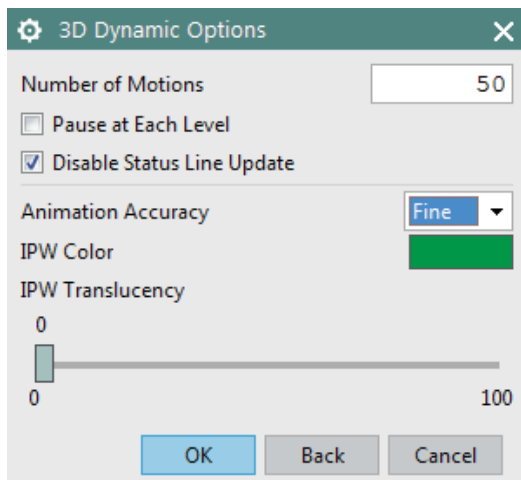 3D Dynamic Options
Number of Motions 50
Pause at Each Level
Disable Status Line Update
Animation Accuracy Fine
IPW Color
IPW Translucency
0
0 100
OK Back Cancel